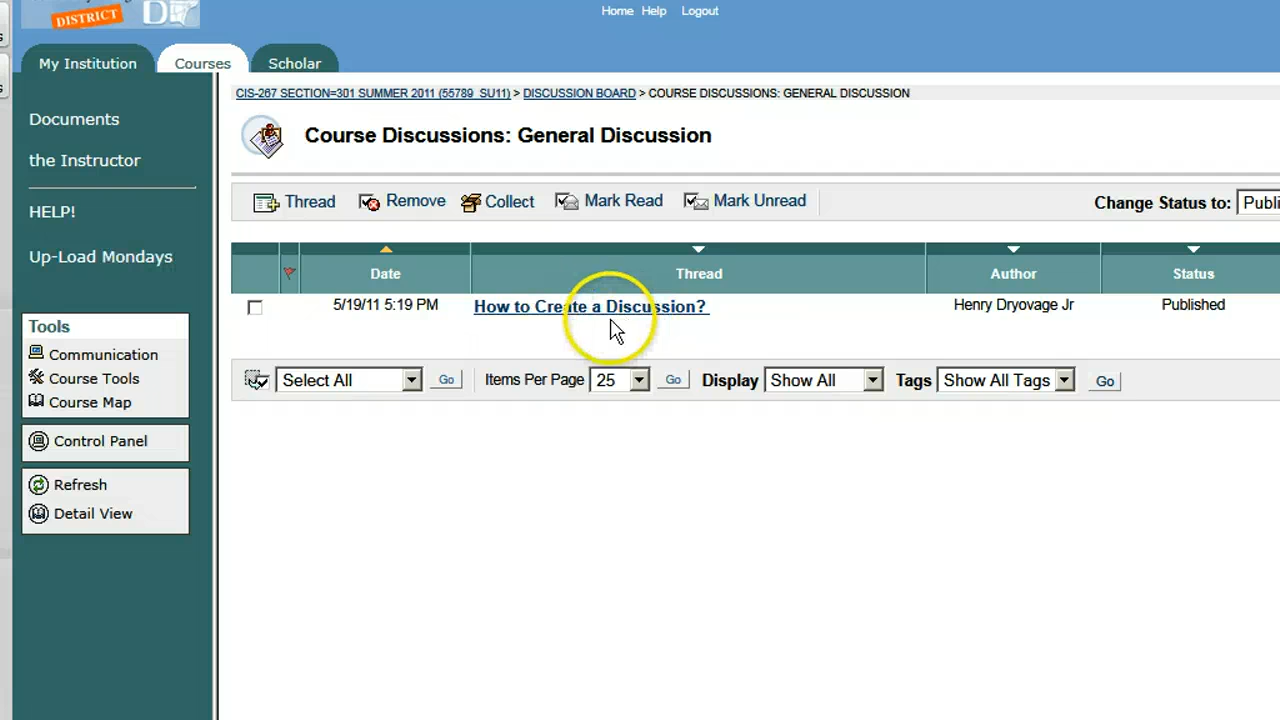 DISTRICT
Home Help Logout
My Institution Courses Scholar
CIS-267 SECTION=301 SUMMER 2011 (55789_SU11) > DISCUSSION BOARD > COURSE DISCUSSIONS: GENERAL DISCUSSION
Documents
the Instructor
HELP!
Up-Load Mondays
Tools
Communication
Course Tools
Course Map
Control Panel
Refresh
Detail View
Course Discussions: General Discussion
Thread Remove Collect Mark Read Mark Unread Change Status to: Publi
Date Thread Author Status
5/19/11 5:19 PM How to Create a Discussion? Henry Dryovage Jr Published
Select All Go Items Per Page 25 Go Display Show All Tags Show All Tags Go